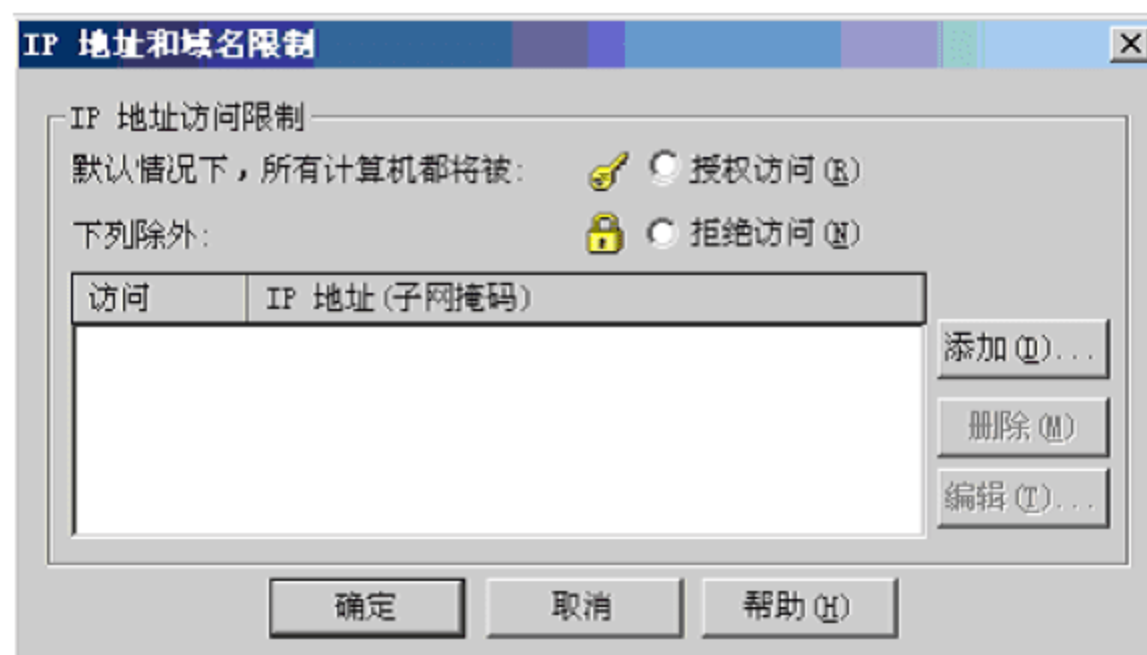 IP 地址和域名限制
IP 地址访问限制
默认情况下，所有计算机都将被: 授权访问(R)
下列除外: 拒绝访问(N)
访问 IP 地址(子网掩码)
添加(D)...
删除(M)
编辑(T)...
确定 取消 帮助(H)